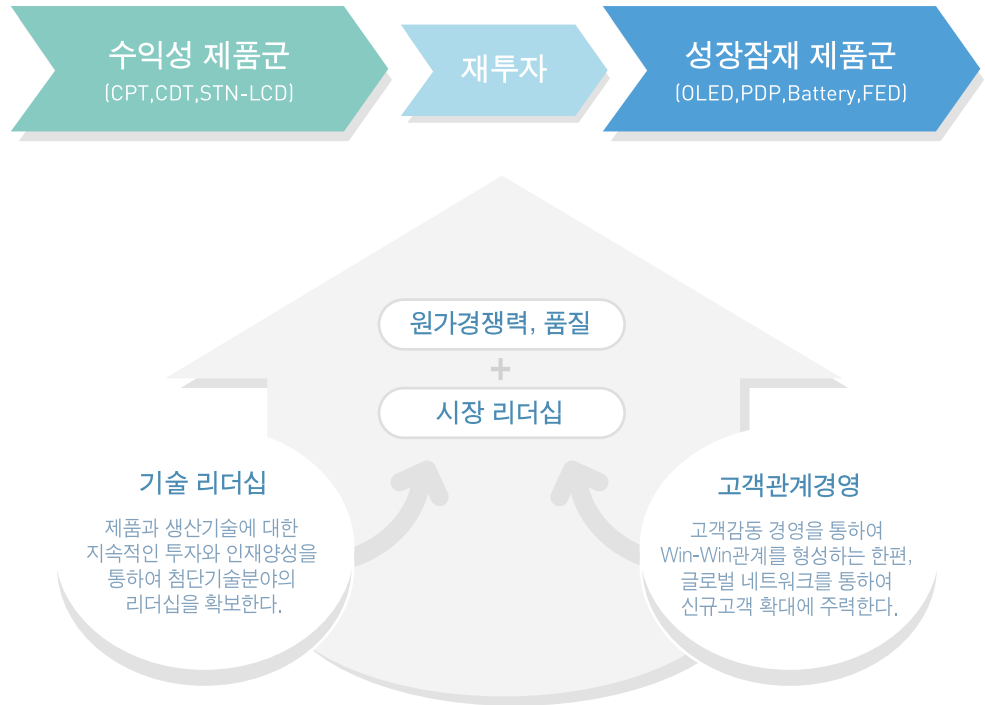 수익성 제품군
(CPT,CDT,STN-LCD)
재투자
성장잠재 제품군
(OLED,PDP,Battery,FED)
원가경쟁력, 품질
+
시장 리더십
기술 리더십
제품과 생산기술에 대한
지속적인 투자와 인재양성을
통하여 첨단기술분야의
리더십을 확보한다.
고객관계경영
고객감동 경영을 통하여
Win-Win관계를 형성하는 한편,
글로벌 네트워크를 통하여
신규고객 확대에 주력한다.